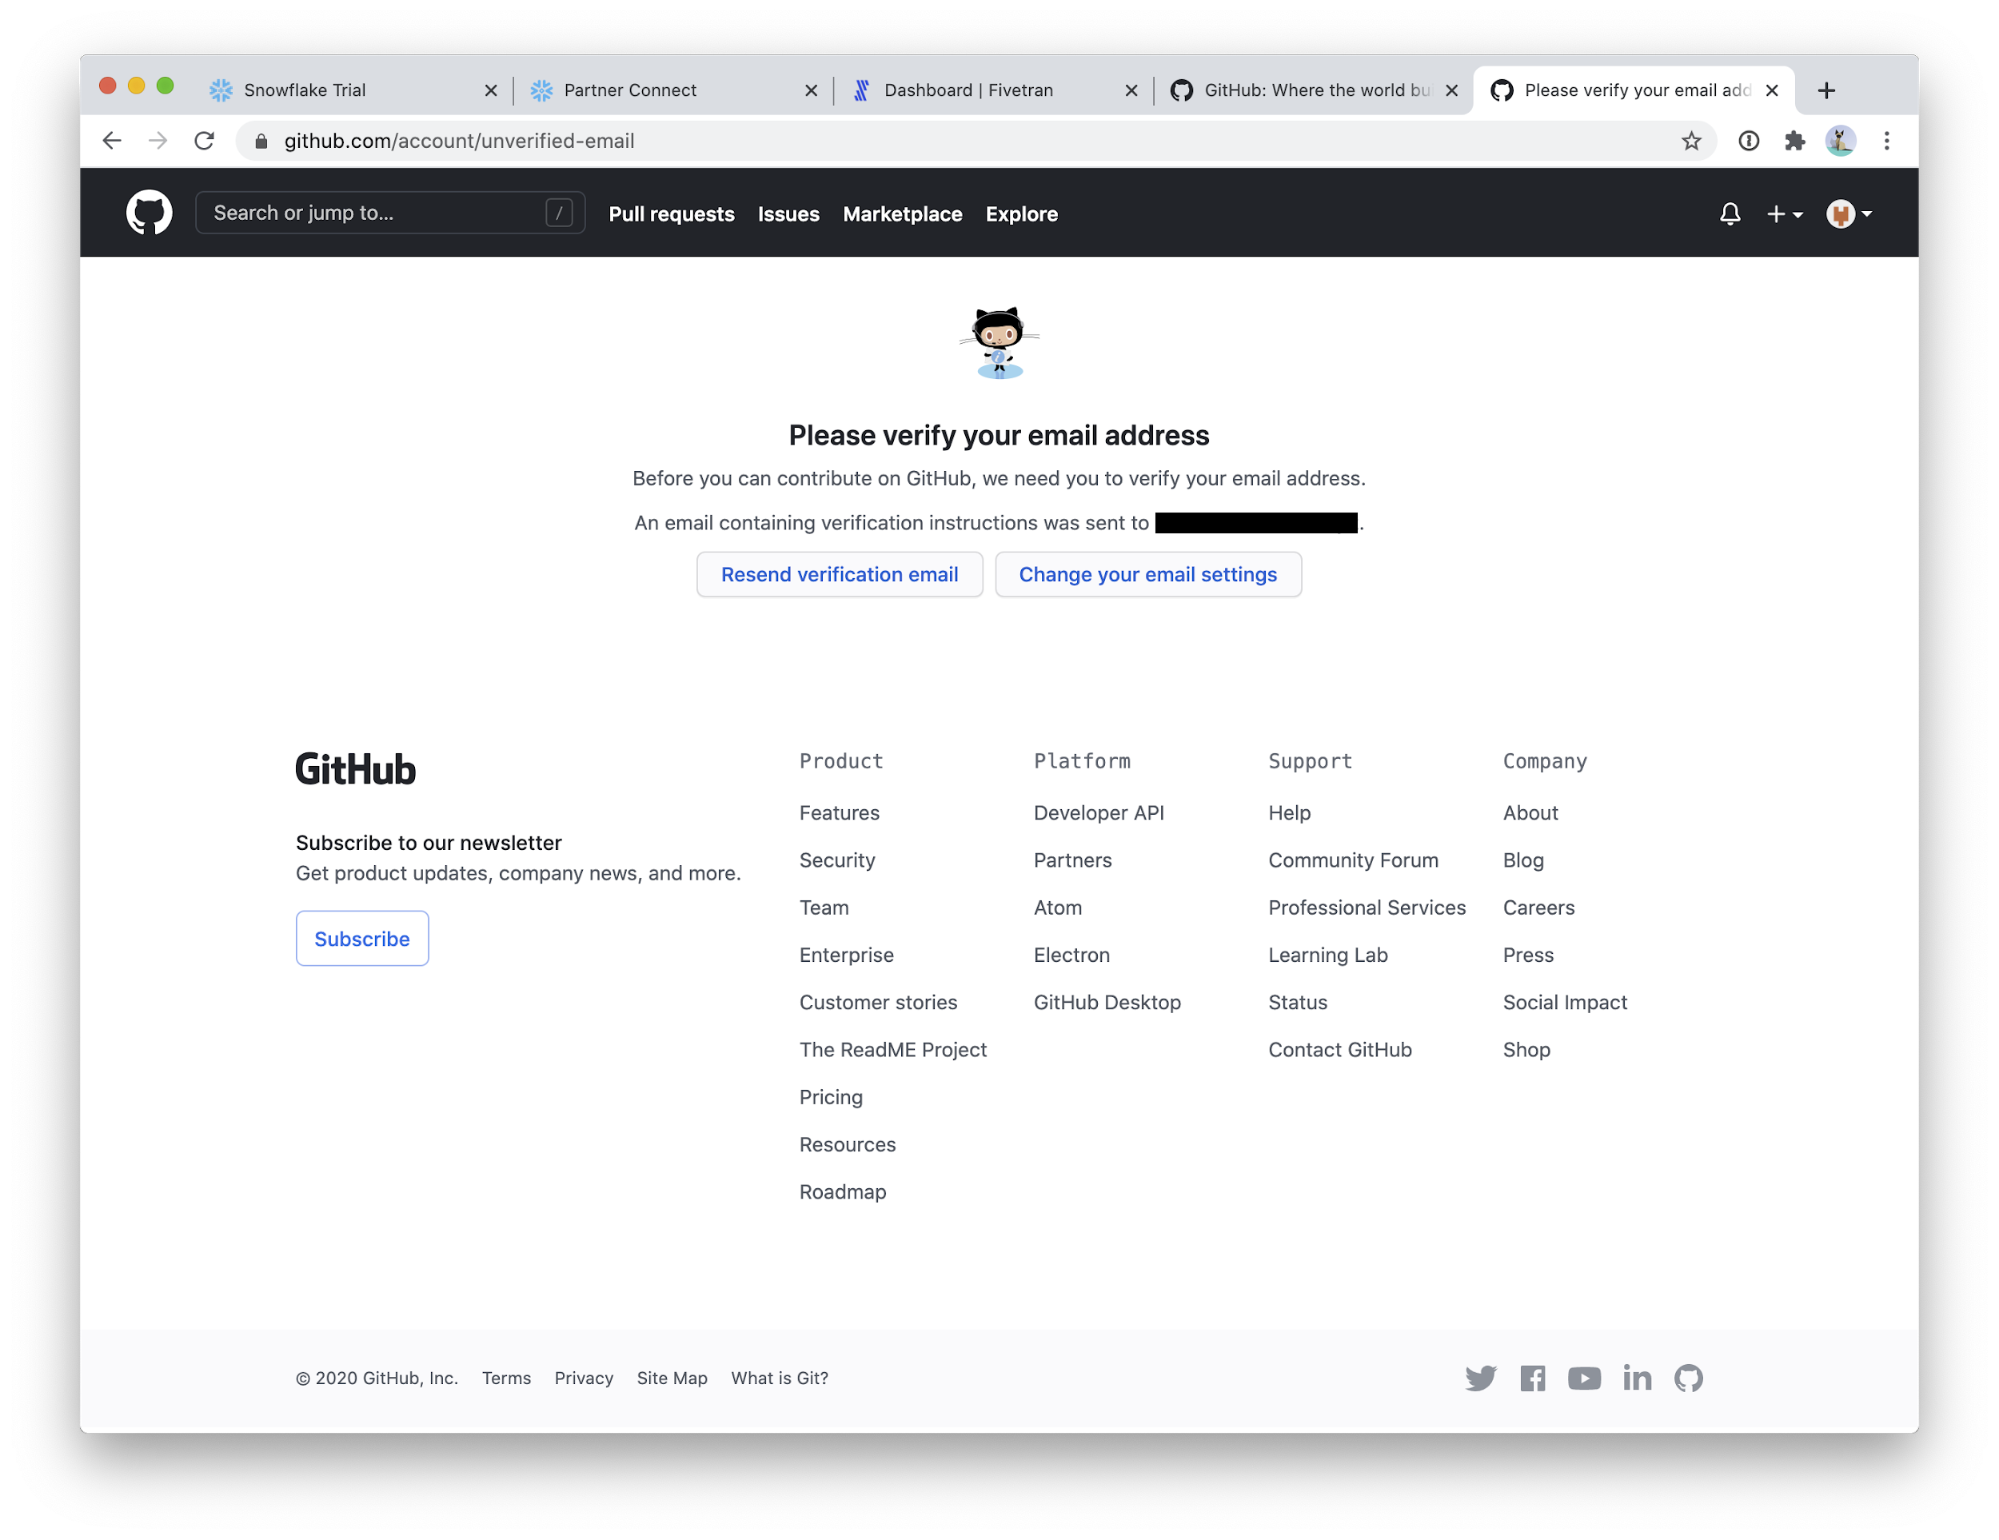 Snowflake Trial
Partner Connect
Dashboard | Fivetran
GitHub: Where the world bu
Please verify your email add
github.com/account/unverified-email
Search or jump to...
/
Pull requests
Issues
Marketplace
Explore
Please verify your email address
Before you can contribute on GitHub, we need you to verify your email address.
An email containing verification instructions was sent to .
Resend verification email
Change your email settings
GitHub
Subscribe to our newsletter
Get product updates, company news, and more.
Subscribe
Product
Features
Security
Team
Enterprise
Customer stories
The ReadME Project
Pricing
Resources
Roadmap
Platform
Developer API
Partners
Atom
Electron
GitHub Desktop
Support
Help
Community Forum
Professional Services
Learning Lab
Status
Contact GitHub
Company
About
Blog
Careers
Press
Social Impact
Shop
© 2020 GitHub, Inc.
Terms
Privacy
Site Map
What is Git?